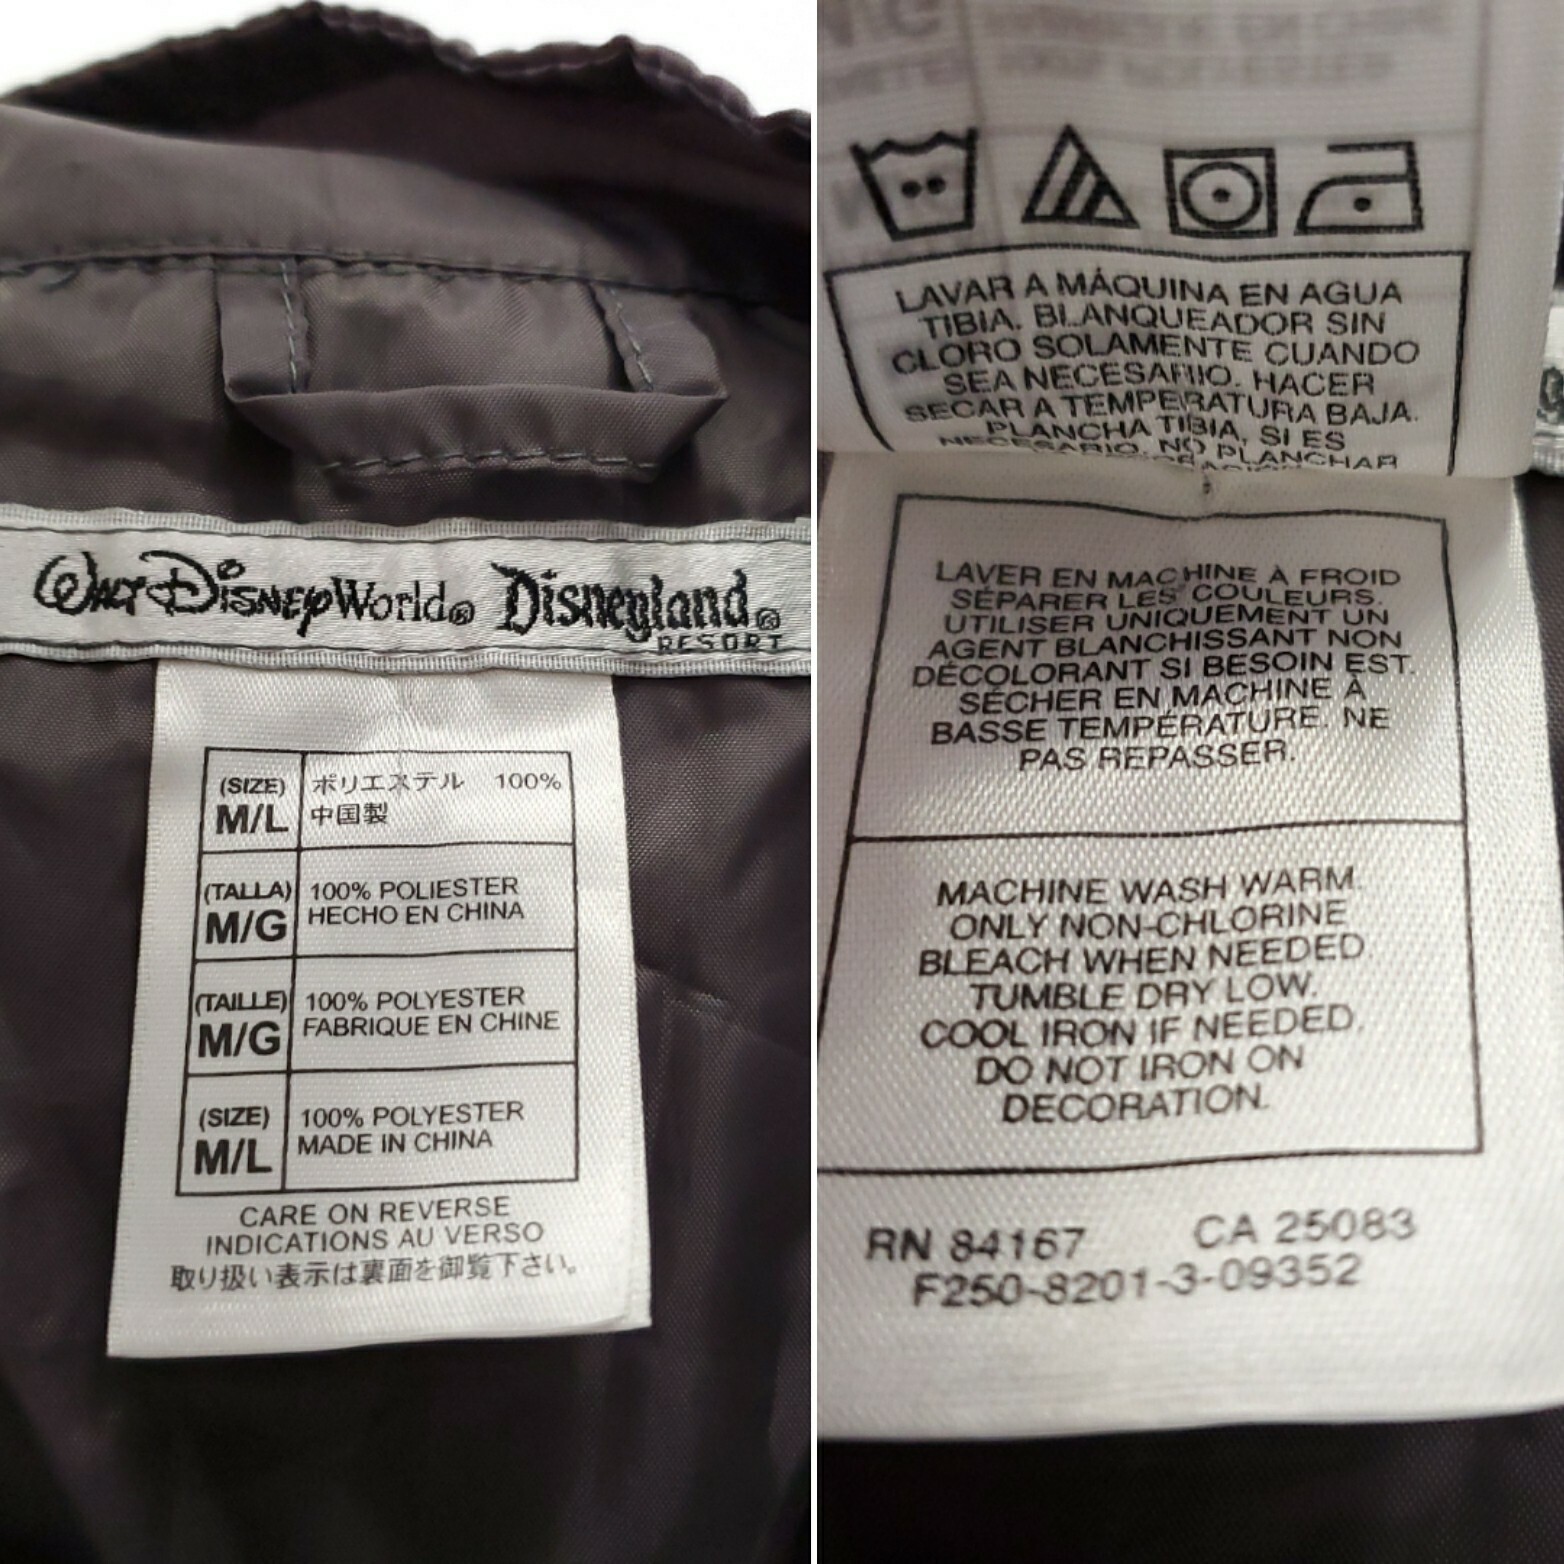 Walt Disney World® Disneyland®
RESORT
(SIZE) ポリエステル 100%
M/L 中国製
(TALLA) 100% POLIESTER
M/G HECHO EN CHINA
(TAILLE) 100% POLYESTER
M/G FABRIQUE EN CHINE
(SIZE) 100% POLYESTER
M/L MADE IN CHINA
CARE ON REVERSE
INDICATIONS AU VERSO
取り扱い表示は裏面を御覧下さい。
LAVAR A MÁQUINA EN AGUA
TIBIA. BLANQUEADOR SIN
CLORO SOLAMENTE CUANDO
SEA NECESARIO. HACER
SECAR A TEMPERATURA BAJA.
PLANCHA TIBIA, SI ES
NECESARIO. NO PLANCHAR
LAVER EN MACHINE À FROID
SÉPARER LES COULEURS.
UTILISER UNIQUEMENT UN
AGENT BLANCHISSANT NON
DÉCOLORANT SI BESOIN EST.
SÉCHER EN MACHINE À
BASSE TEMPÉRATURE. NE
PAS REPASSER.
MACHINE WASH WARM.
ONLY NON-CHLORINE
BLEACH WHEN NEEDED.
TUMBLE DRY LOW.
COOL IRON IF NEEDED.
DO NOT IRON ON
DECORATION.
RN 84167 CA 25083
F250-8201-3-09352